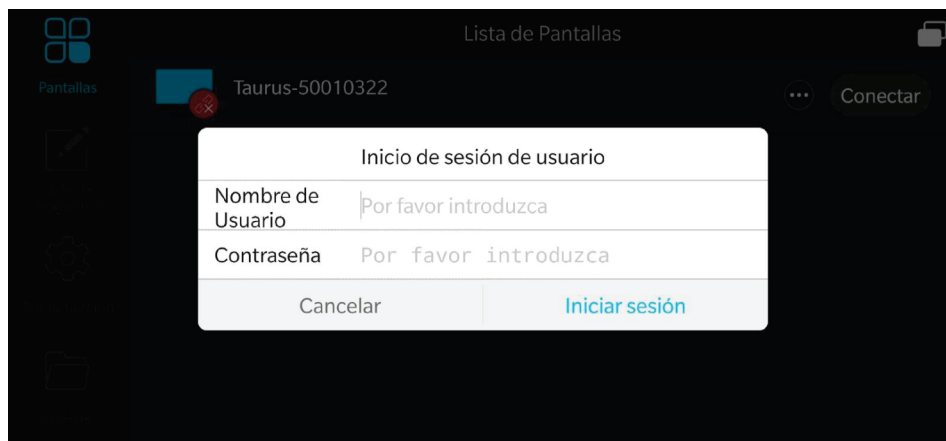 Lista de Pantallas
Pantallas
Taurus-50010322
Conectar
Inicio de sesión de usuario
Nombre de
Usuario
Por favor introduzca
Contraseña
Por favor introduzca
Cancelar
Iniciar sesión